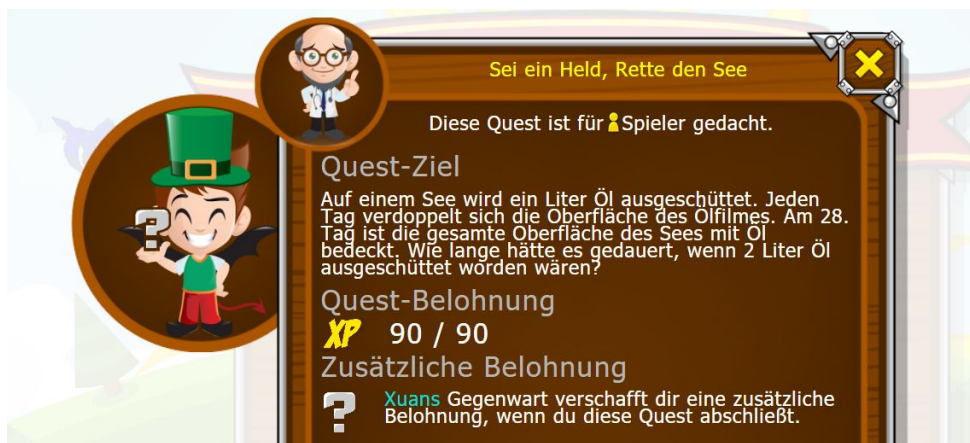 Sei ein Held, Rette den See
Diese Quest ist für Spieler gedacht.
Quest-Ziel
Auf einem See wird ein Liter Öl ausgeschüttet. Jeden
Tag verdoppelt sich die Oberfläche des Ölfilmes. Am 28.
Tag ist die gesamte Oberfläche des Sees mit Öl
bedeckt. Wie lange hätte es gedauert, wenn 2 Liter Öl
ausgeschüttet worden wären?
Quest-Belohnung
XP 90 / 90
Zusätzliche Belohnung
? Xuans Gegenwart verschafft dir eine zusätzliche
Belohnung, wenn du diese Quest abschließt.
?